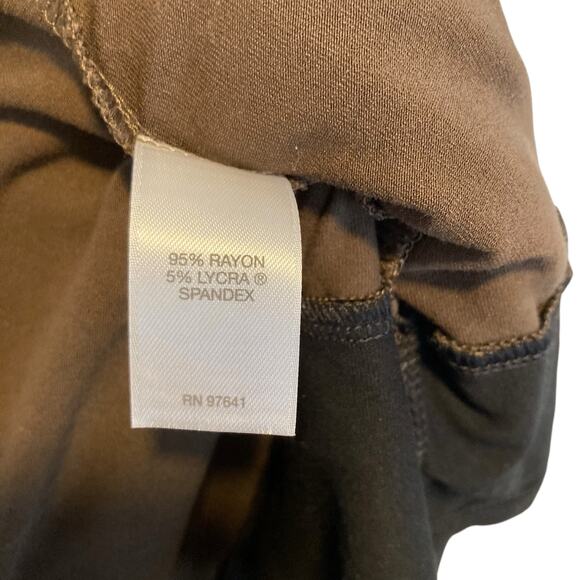 95% RAYON
5% LYCRA ®
SPANDEX
RN 97641